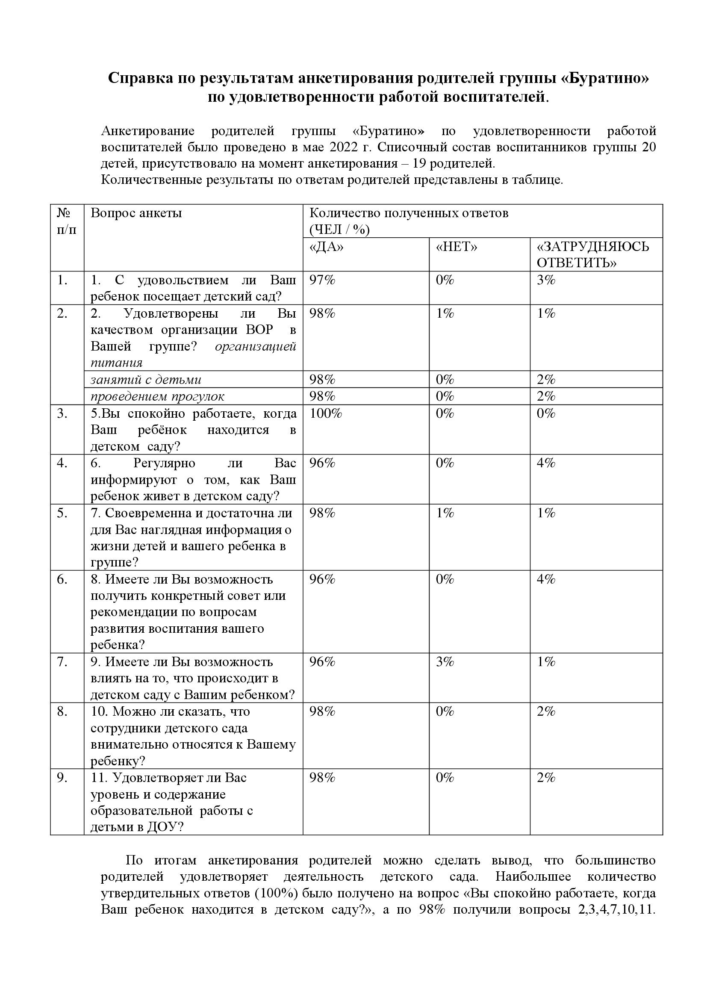 Справка по результатам анкетирования родителей группы «Буратино»
по удовлетворенности работой воспитателей.
Анкетирование родителей группы «Буратино» по удовлетворенности работой
воспитателей было проведено в мае 2022 г. Списочный состав воспитанников группы 20
детей, присутствовало на момент анкетирования – 19 родителей.
Количественные результаты по ответам родителей представлены в таблице.
№ Вопрос анкеты Количество полученных ответов
п/п (ЧЕЛ / %)
«ДА» «НЕТ» «ЗАТРУДНЯЮСЬ
ОТВЕТИТЬ»
1. 1. С удовольствием ли Ваш 97% 0% 3%
ребенок посещает детский сад?
2. 2. Удовлетворены ли Вы 98% 1% 1%
качеством организации ВОР в
Вашей группе? организацией
питания
занятий с детьми 98% 0% 2%
проведением прогулок 98% 0% 2%
3. 5.Вы спокойно работаете, когда 100% 0% 0%
Ваш ребёнок находится в
детском саду?
4. 6. Регулярно ли Вас 96% 0% 4%
информируют о том, как Ваш
ребенок живет в детском саду?
5. 7. Своевременна и достаточна ли 98% 1% 1%
для Вас наглядная информация о
жизни детей и вашего ребенка в
группе?
6. 8. Имеете ли Вы возможность 96% 0% 4%
получить конкретный совет или
рекомендации по вопросам
развития воспитания вашего
ребенка?
7. 9. Имеете ли Вы возможность 96% 3% 1%
влиять на то, что происходит в
детском саду с Вашим ребенком?
8. 10. Можно ли сказать, что 98% 0% 2%
сотрудники детского сада
внимательно относятся к Вашему
ребенку?
9. 11. Удовлетворяет ли Вас 98% 0% 2%
уровень и содержание
образовательной работы с
детьми в ДОУ?
По итогам анкетирования родителей можно сделать вывод, что большинство
родителей удовлетворяет деятельность детского сада. Наибольшее количество
утвердительных ответов (100%) было получено на вопрос «Вы спокойно работаете, когда
Ваш ребенок находится в детском саду?», а по 98% получили вопросы 2,3,4,7,10,11.